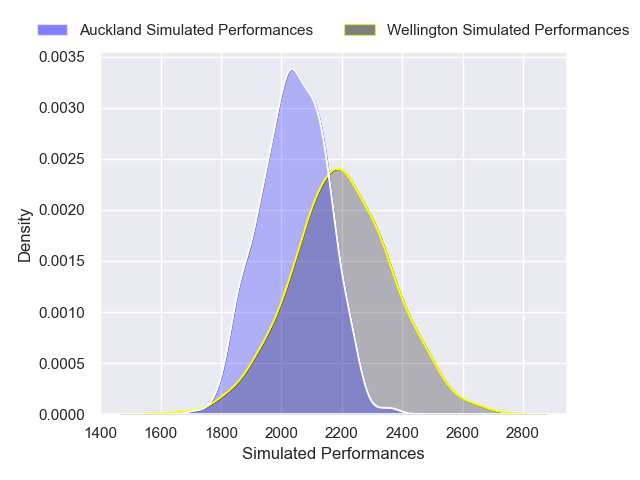 Auckland Simulated Performances
Wellington Simulated Performances
0.0035
0.0030
0.0025
0.0020
0.0015
0.0010
0.0005
0.0000
Density
1400 1600 1800 2000 2200 2400 2600 2800
Simulated Performances